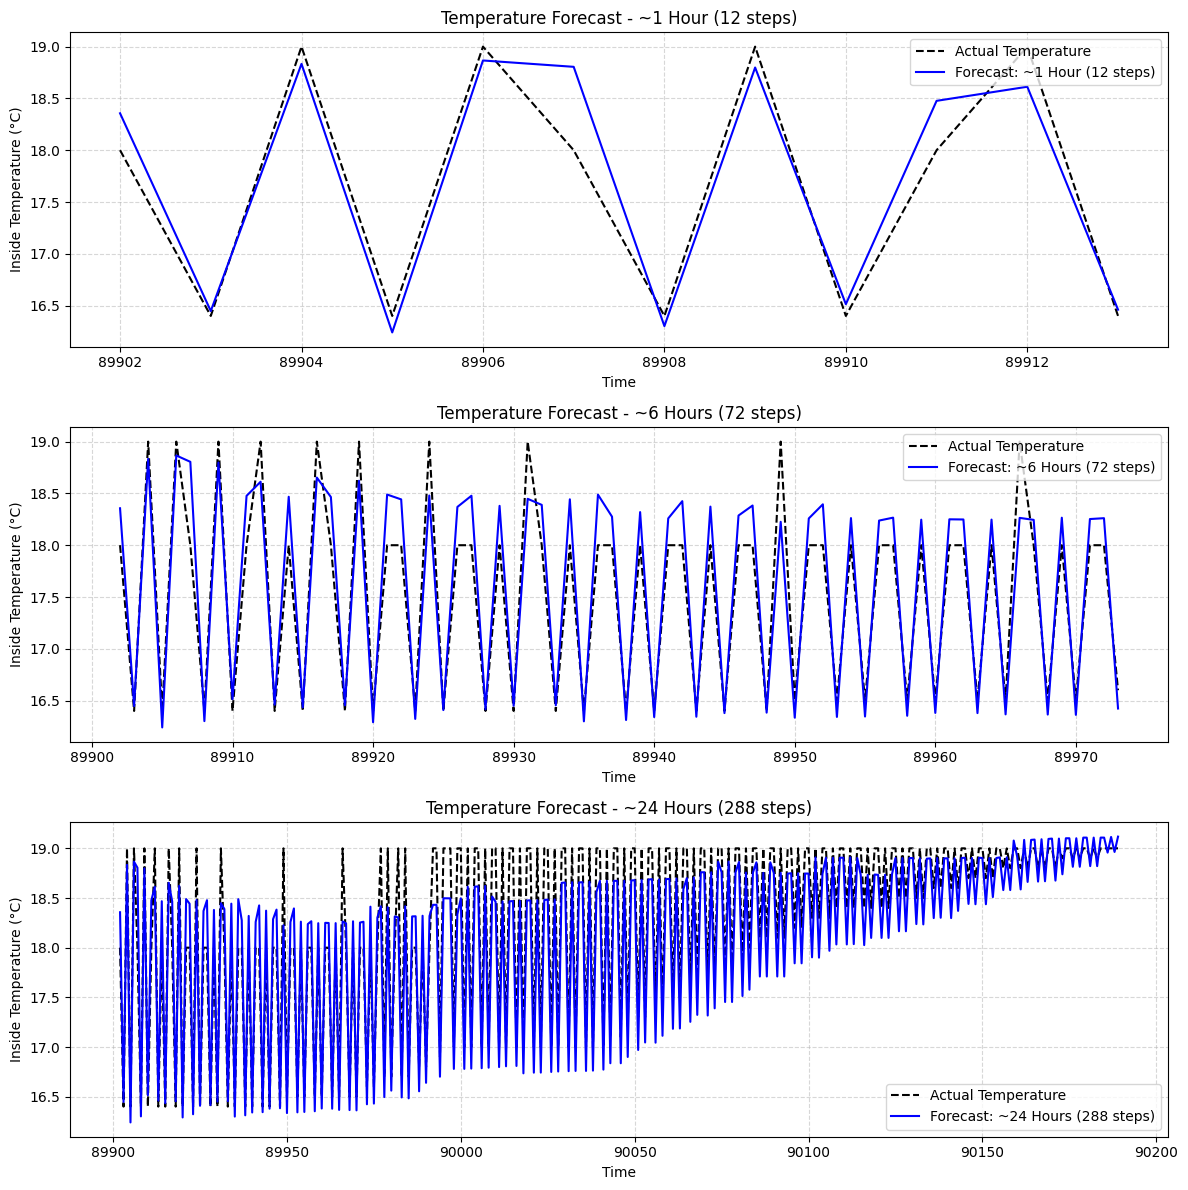 Temperature Forecast - ~1 Hour (12 steps)
Inside Temperature (°C)
19.0
18.5
18.0
17.5
17.0
16.5
Actual Temperature
Forecast: ~1 Hour (12 steps)
89902 89904 89906 89908 89910 89912
Time
Temperature Forecast - ~6 Hours (72 steps)
Inside Temperature (°C)
19.0
18.5
18.0
17.5
17.0
16.5
Actual Temperature
Forecast: ~6 Hours (72 steps)
89900 89910 89920 89930 89940 89950 89960 89970
Time
Temperature Forecast - ~24 Hours (288 steps)
Inside Temperature (°C)
19.0
18.5
18.0
17.5
17.0
16.5
Actual Temperature
Forecast: ~24 Hours (288 steps)
89900 89950 90000 90050 90100 90150 90200
Time